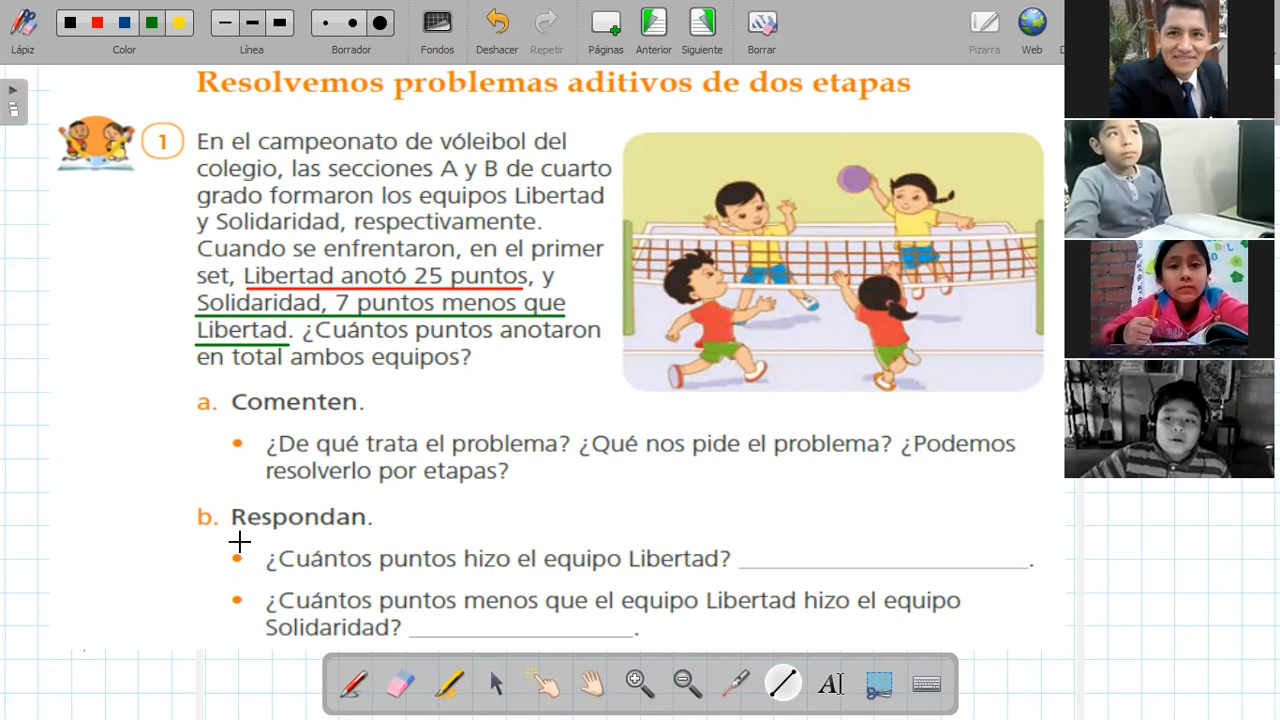 Lápiz Color Línea Borrador Fondos Deshacer Repetir Páginas Anterior Siguiente Borrar Pizarra Web
Resolvemos problemas aditivos de dos etapas
1 En el campeonato de vóleibol del
colegio, las secciones A y B de cuarto
grado formaron los equipos Libertad
y Solidaridad, respectivamente.
Cuando se enfrentaron, en el primer
set, Libertad anotó 25 puntos, y
Solidaridad, 7 puntos menos que
Libertad. ¿Cuántos puntos anotaron
en total ambos equipos?
a. Comenten.
• ¿De qué trata el problema? ¿Qué nos pide el problema? ¿Podemos
resolverlo por etapas?
b. Respondan.
• ¿Cuántos puntos hizo el equipo Libertad? ____________________.
• ¿Cuántos puntos menos que el equipo Libertad hizo el equipo
Solidaridad? ________________.